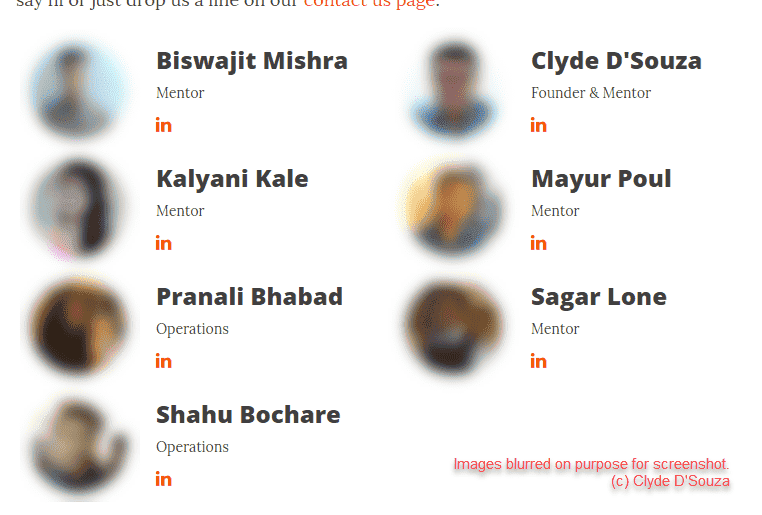 say hi or just drop us a line on our contact us page.
Biswajit Mishra
Mentor
in
Clyde D'Souza
Founder & Mentor
in
Kalyani Kale
Mentor
in
Mayur Poul
Mentor
in
Pranali Bhabad
Operations
in
Sagar Lone
Mentor
in
Shahu Bochare
Operations
in
Images blurred on purpose for screenshot.
(c) Clyde D'Souza